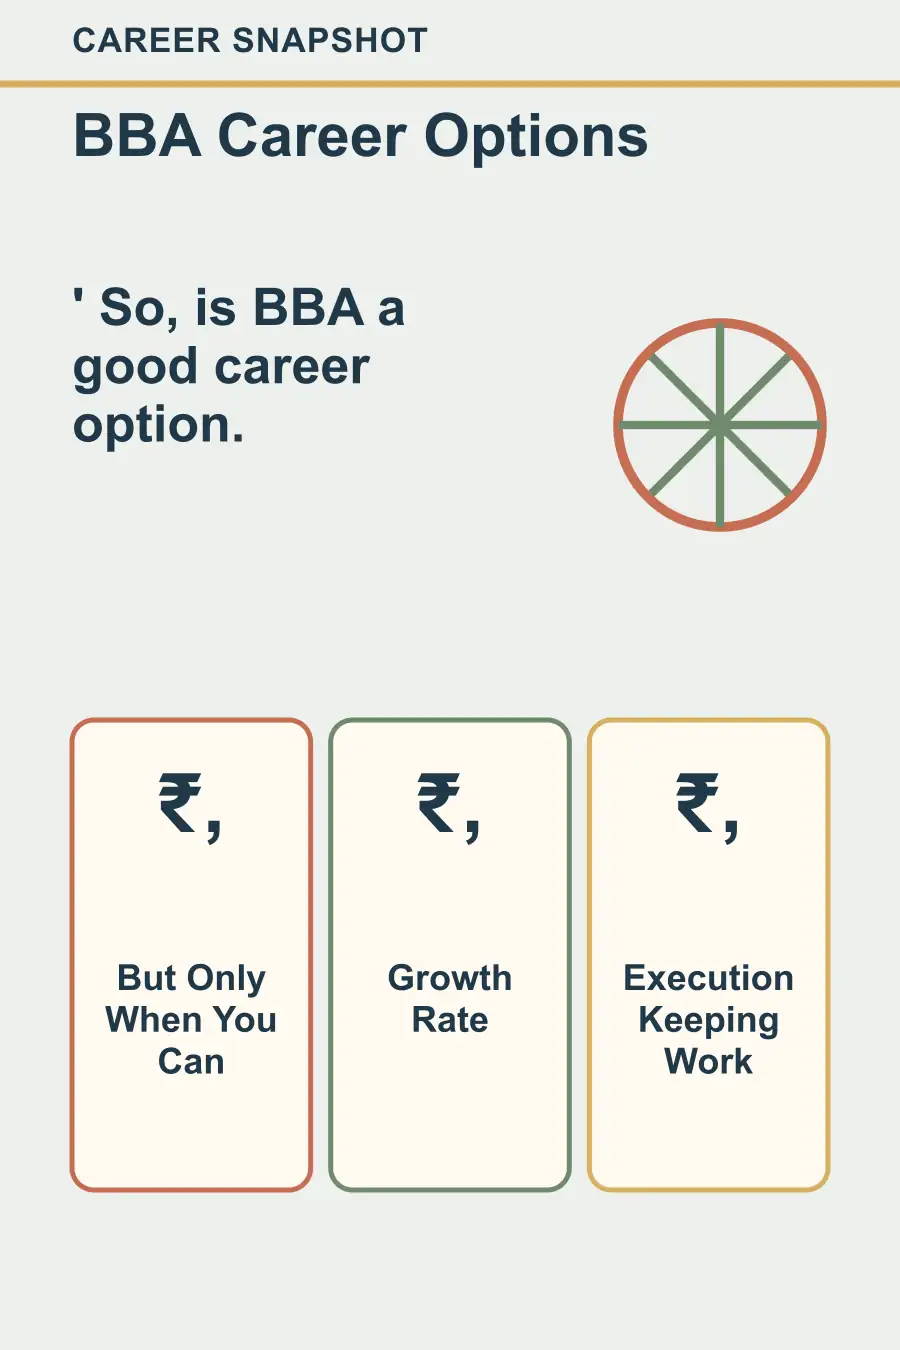 CAREER SNAPSHOT
BBA Career Options
' So, is BBA a
good career
option.
₹,
But Only
When You
Can
₹,
Growth
Rate
₹,
Execution
Keeping
Work